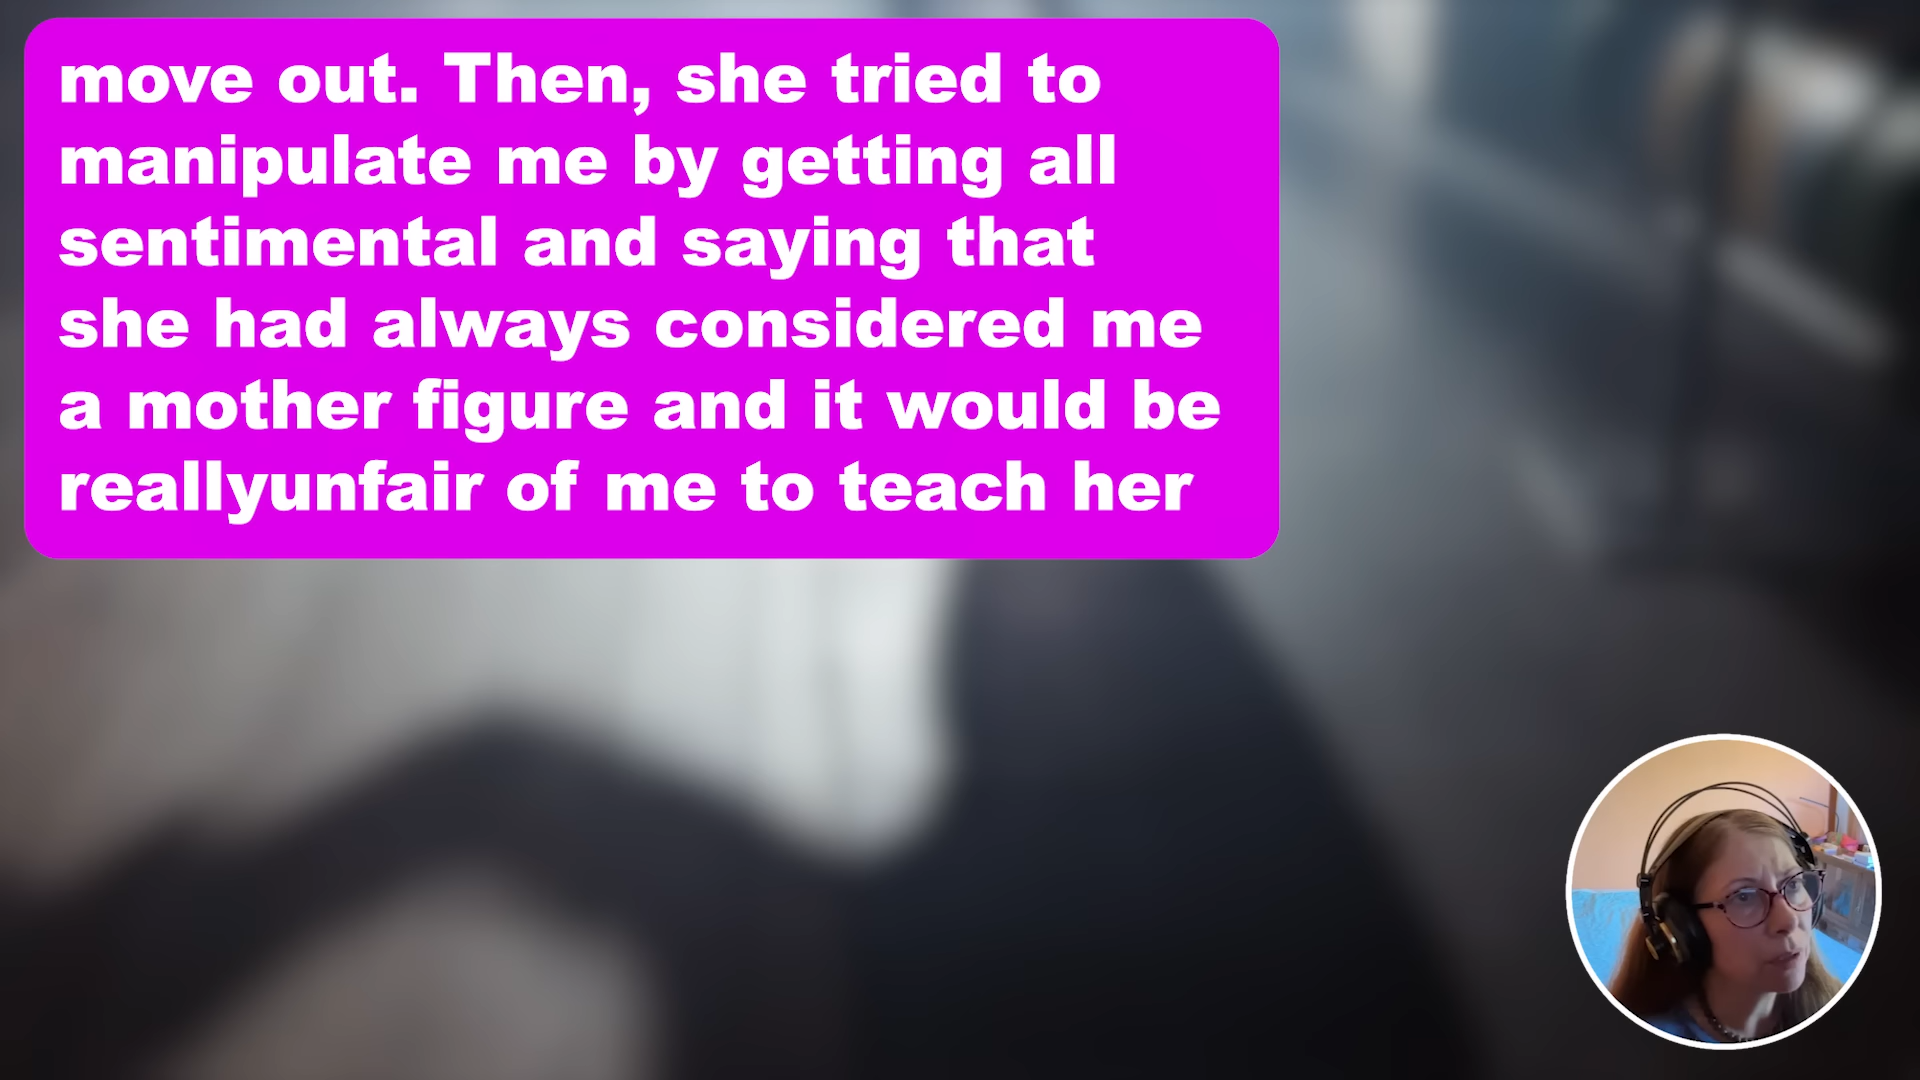 move out. Then, she tried to
manipulate me by getting all
sentimental and saying that
she had always considered me
a mother figure and it would be
reallyunfair of me to teach her